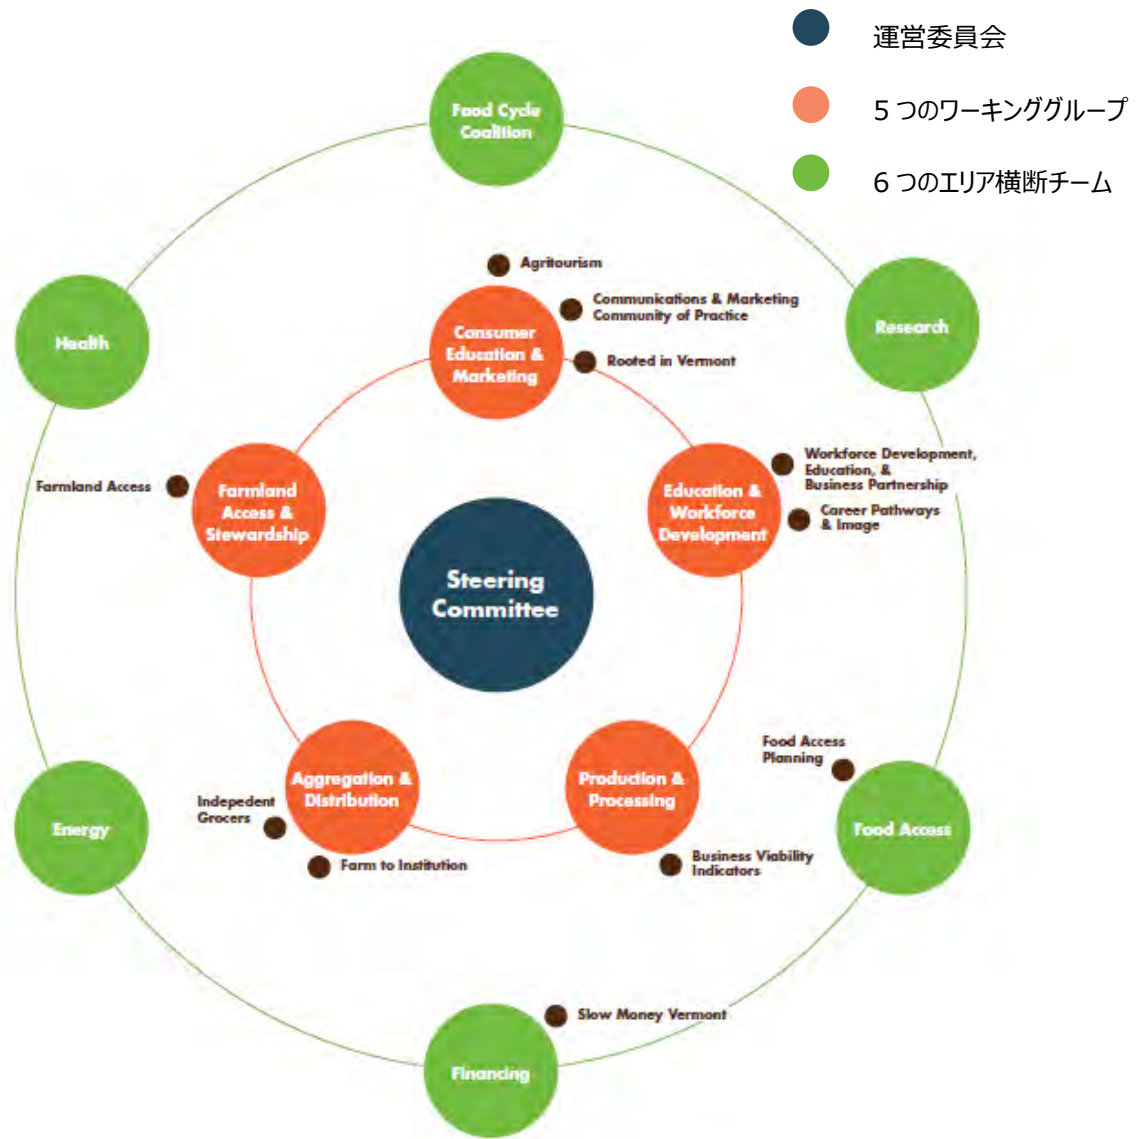 運営委員会
5つのワーキンググループ
6つのエリア横断チーム
Food Cycle
Coalition
Agritourism
Communications & Marketing
Community of Practice
Consumer
Education &
Marketing
Rooted in Vermont
Research
Health
Workforce Development,
Education, &
Business Partnership
Career Pathways
& Image
Education &
Workforce
Development
Farmland Access
Farmland
Access &
Stewardship
Steering
Committee
Food Access
Planning
Aggregation &
Distribution
Production &
Processing
Indepedent
Grocers
Energy
Food Access
Farm to Institution
Business Viability
Indicators
Slow Money Vermont
Financing